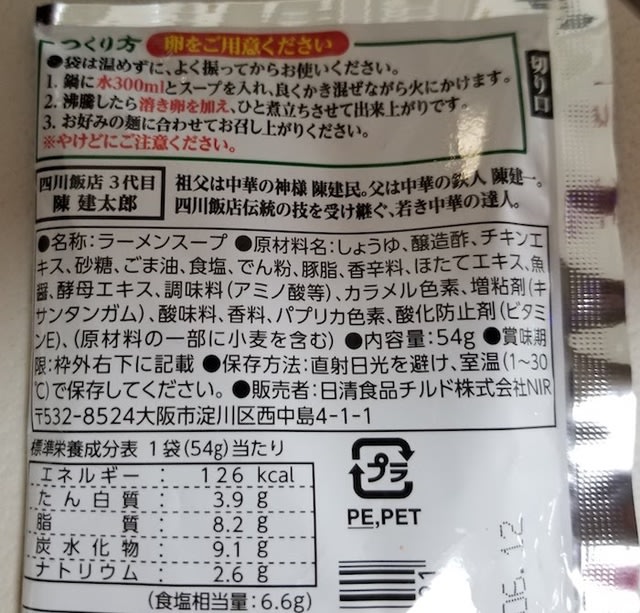 つくり方 卵をご用意ください
●袋は温めずに、よく振ってからお使いください。
1. 鍋に水300mlとスープを入れ、良くかき混ぜながら火にかけます。
2. 沸騰したら溶き卵を加え、ひと煮立ちさせて出来上がりです。
3. お好みの麺に合わせてお召し上がりください。
※やけどにご注意ください。
切り口
四川飯店 3代目
陳 建太郎
祖父は中華の神様 陳建民。父は中華の鉄人 陳建一。
四川飯店伝統の技を受け継ぐ、若き中華の達人。
●名称:ラーメンスープ ●原材料名:しょうゆ、醸造酢、チキンエ
キス、砂糖、ごま油、食塩、でん粉、豚脂、香辛料、ほたてエキス、魚
醤、酵母エキス、調味料(アミノ酸等)、カラメル色素、増粘剤(キ
サンタンガム)、酸味料、香料、パプリカ色素、酸化防止剤(ビタミ
ンE)、(原材料の一部に小麦を含む) ●内容量:54g ●賞味期
限:枠外右下に記載 ●保存方法:直射日光を避け、室温(1~30
℃)で保存してください。●販売者:日清食品チルド株式会社NIR
〒532-8524大阪市淀川区西中島4-1-1
標準栄養成分表 1袋(54g)当たり
エネルギー : 126 kcal
たん白質 : 3.9 g
脂質 : 8.2 g
炭水化物 : 9.1 g
ナトリウム : 2.6 g
(食塩相当量:6.6g)
プラ
PE,PET